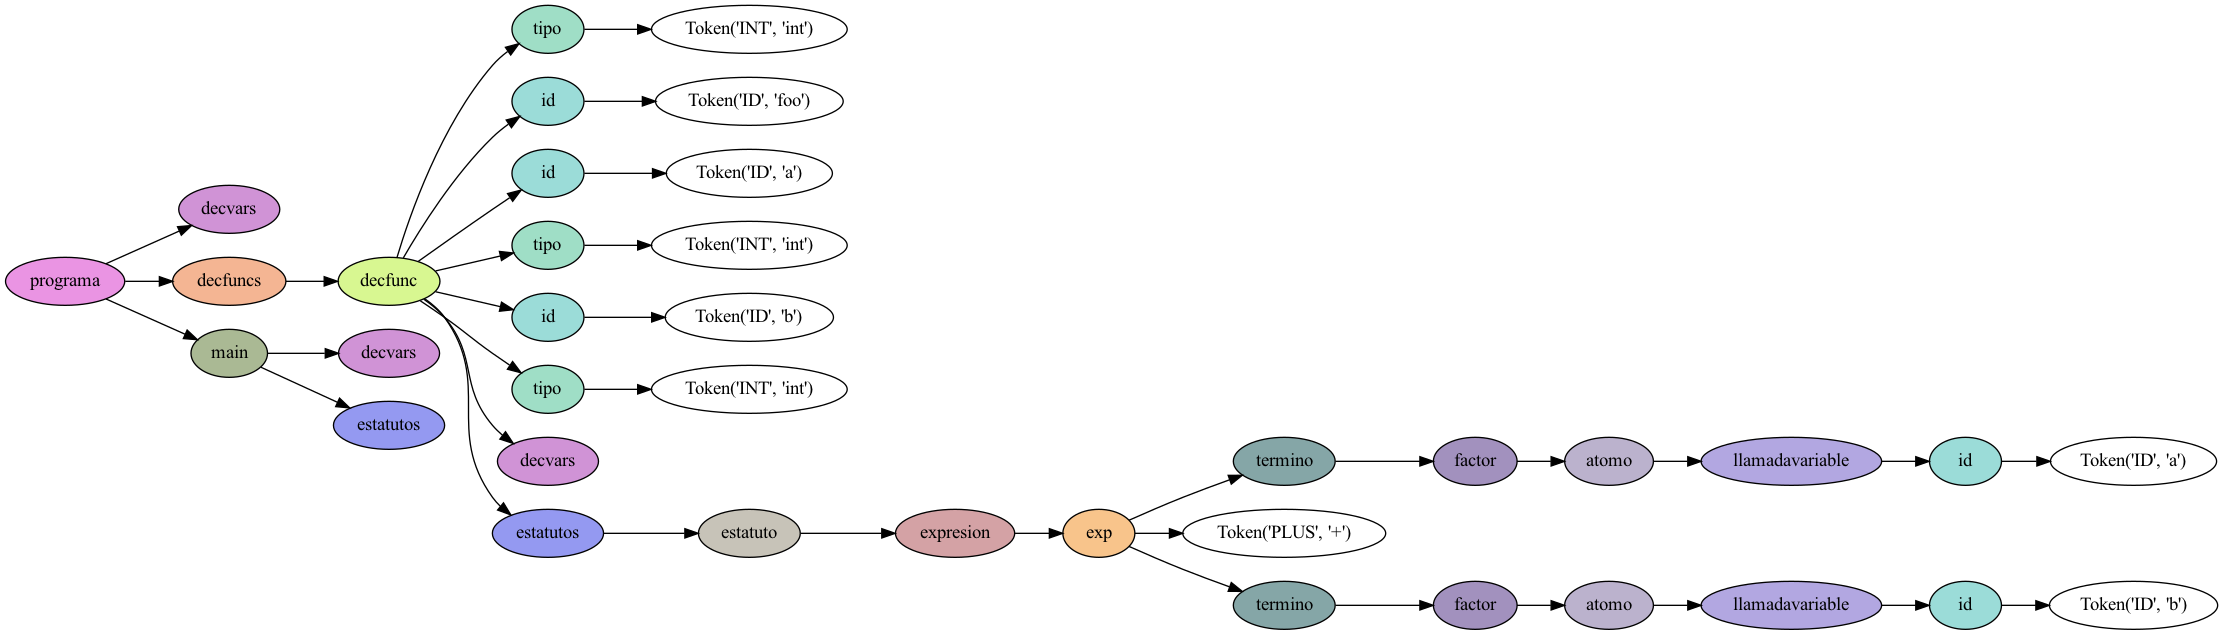 tipo
Token('INT', 'int')
id
Token('ID', 'foo')
id
Token('ID', 'a')
decvars
tipo
Token('INT', 'int')
programa
decfuncs
decfunc
id
Token('ID', 'b')
main
decvars
tipo
Token('INT', 'int')
estatutos
decvars
termino
factor
atomo
llamadavariable
id
Token('ID', 'a')
estatutos
estatuto
expresion
exp
Token('PLUS', '+')
termino
factor
atomo
llamadavariable
id
Token('ID', 'b')